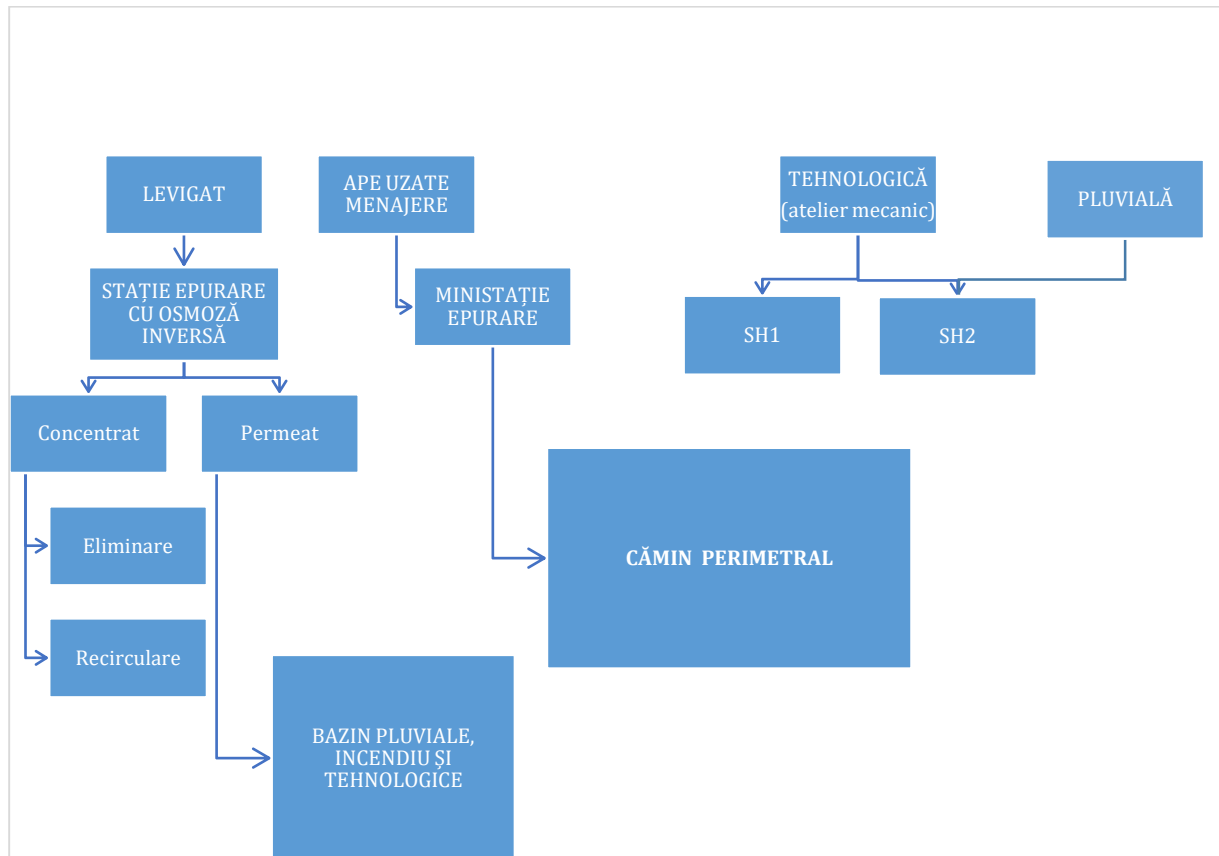 LEVIGAT
APE UZATE
MENAJERE
TEHNOLOGICĂ
(atelier mecanic)
PLUVIALĂ
STAȚIE EPURARE
CU OSMOZĂ
INVERSĂ
MINISTAȚIE
EPURARE
SH1
SH2
Concentrat
Permeat
Eliminare
CĂMIN PERIMETRAL
Recirculare
BAZIN PLUVIALE,
INCENDIU ȘI
TEHNOLOGICE